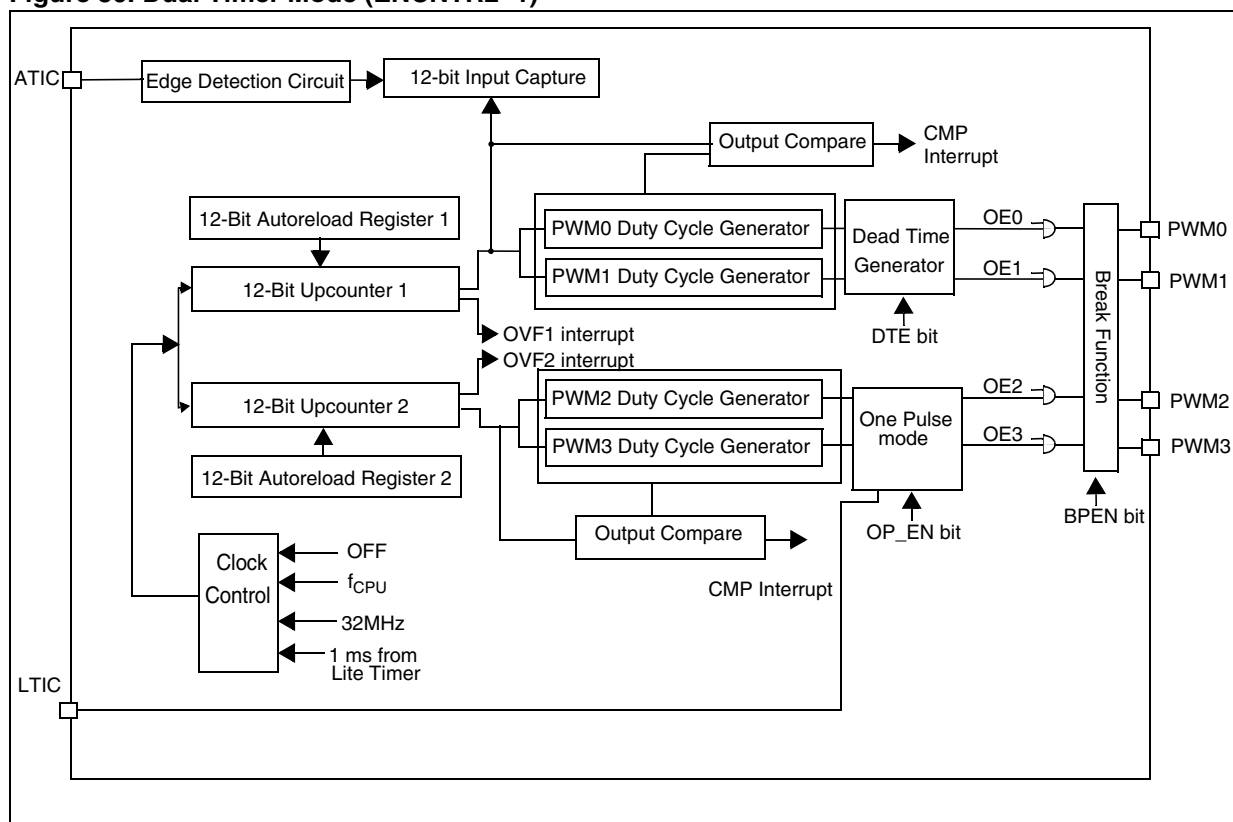 Figure
Dual Timer Mode
ATIC
Edge Detection Circuit
12-bit Input Capture
Output Compare
CMP
Interrupt
12-Bit Autoreload Register 1
PWM0 Duty Cycle Generator
PWM1 Duty Cycle Generator
Dead Time
Generator
OE0
OE1
PWM0
PWM1
12-Bit Upcounter 1
DTE bit
OVF1 interrupt
OVF2 interrupt
Break Function
12-Bit Upcounter 2
PWM2 Duty Cycle Generator
PWM3 Duty Cycle Generator
One Pulse
mode
OE2
OE3
PWM2
PWM3
12-Bit Autoreload Register 2
OP_EN bit
BPEN bit
Output Compare
CMP Interrupt
Clock
Control
OFF
fCPU
32MHz
1 ms from
Lite Timer
LTIC